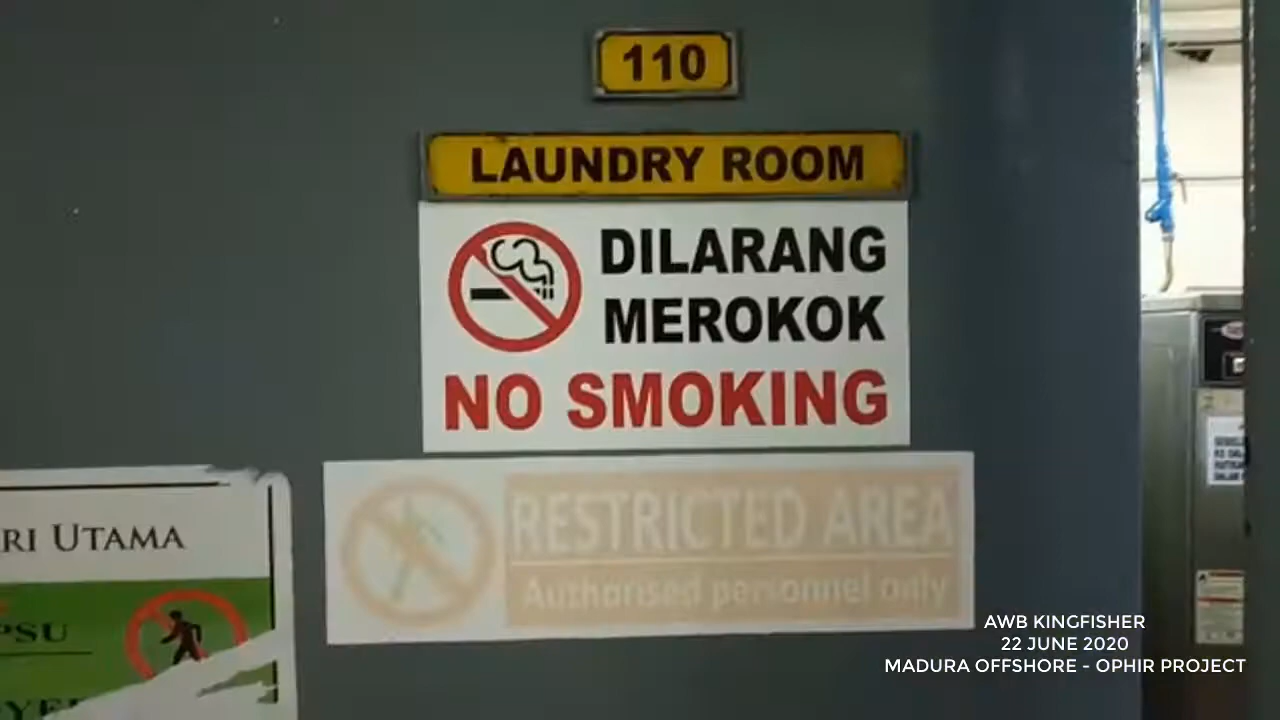 110
LAUNDRY ROOM
DILARANG
MEROKOK
NO SMOKING
RESTRICTED AREA
Authorised personnel only
RI UTAMA
PSU
AWB KINGFISHER
22 JUNE 2020
MADURA OFFSHORE - OPHIR PROJECT